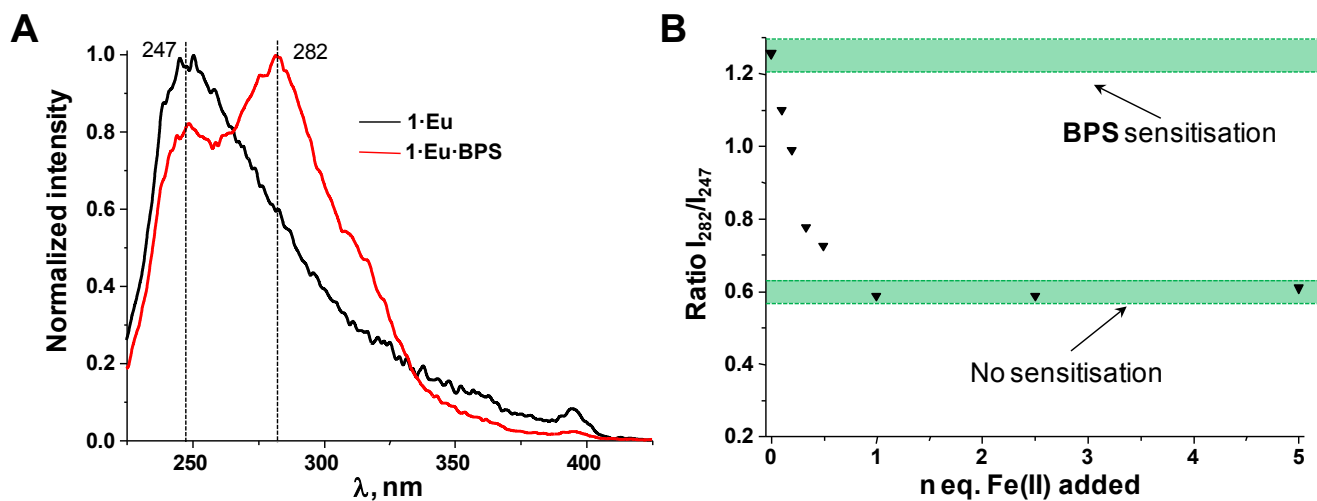 A
247
282
1.0
0.8
0.6
0.4
0.2
0.0
Normalized intensity
1·Eu
1·Eu·BPS
250
300
350
400
λ, nm
B
1.2
1.0
0.8
0.6
0.4
0.2
Ratio I282/I247
BPS sensitisation
No sensitisation
0
1
2
3
4
5
n eq. Fe(II) added